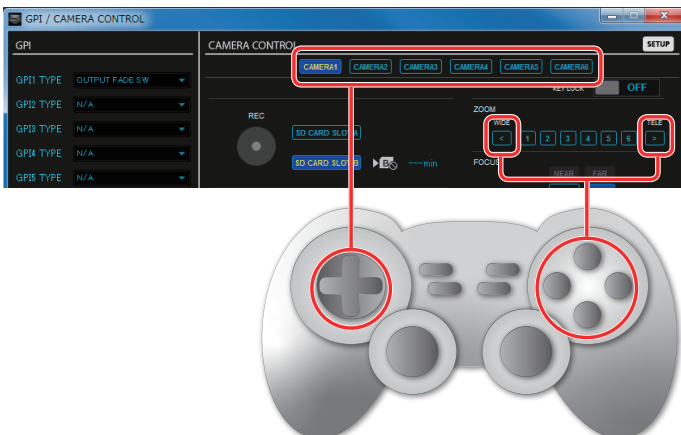 GPI / CAMERA CONTROL
GPI
CAMERA CONTROL
SETUP
CAMERA1 CAMERA2 CAMERA3 CAMERA4 CAMERA5 CAMERA6
KEY LOCK OFF
GPI1 TYPE OUTPUT FADE SW
GPI2 TYPE N/A
GPI3 TYPE N/A
GPI4 TYPE N/A
GPI5 TYPE N/A
REC
SD CARD SLOT A
SD CARD SLOT B B ---min
ZOOM
WIDE TELE
< 1 2 3 4 5 6 >
FOCUS
NEAR FAR